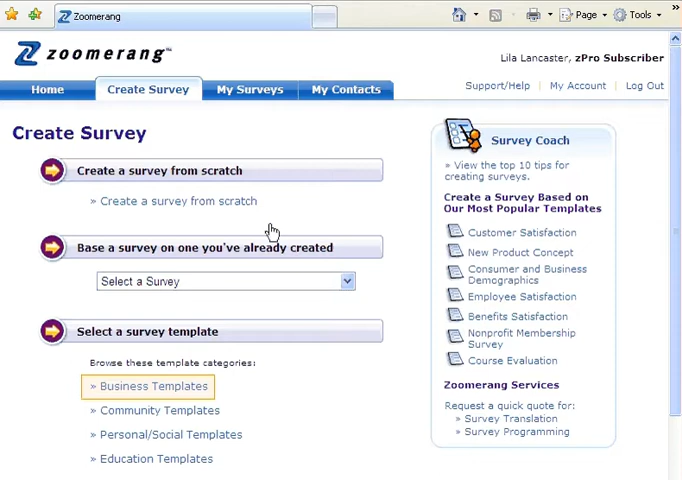 Zoomerang
Page
Tools
»
zoomerang™
Lila Lancaster, zPro Subscriber
Home
Create Survey
My Surveys
My Contacts
Support/Help | My Account | Log Out
Create Survey
Create a survey from scratch
» Create a survey from scratch
Base a survey on one you've already created
Select a Survey
Select a survey template
Browse these template categories:
» Business Templates
» Community Templates
» Personal/Social Templates
» Education Templates
Survey Coach
» View the top 10 tips for
creating surveys.
Create a Survey Based on
Our Most Popular Templates
Customer Satisfaction
New Product Concept
Consumer and Business
Demographics
Employee Satisfaction
Benefits Satisfaction
Nonprofit Membership
Survey
Course Evaluation
Zoomerang Services
Request a quick quote for:
» Survey Translation
» Survey Programming